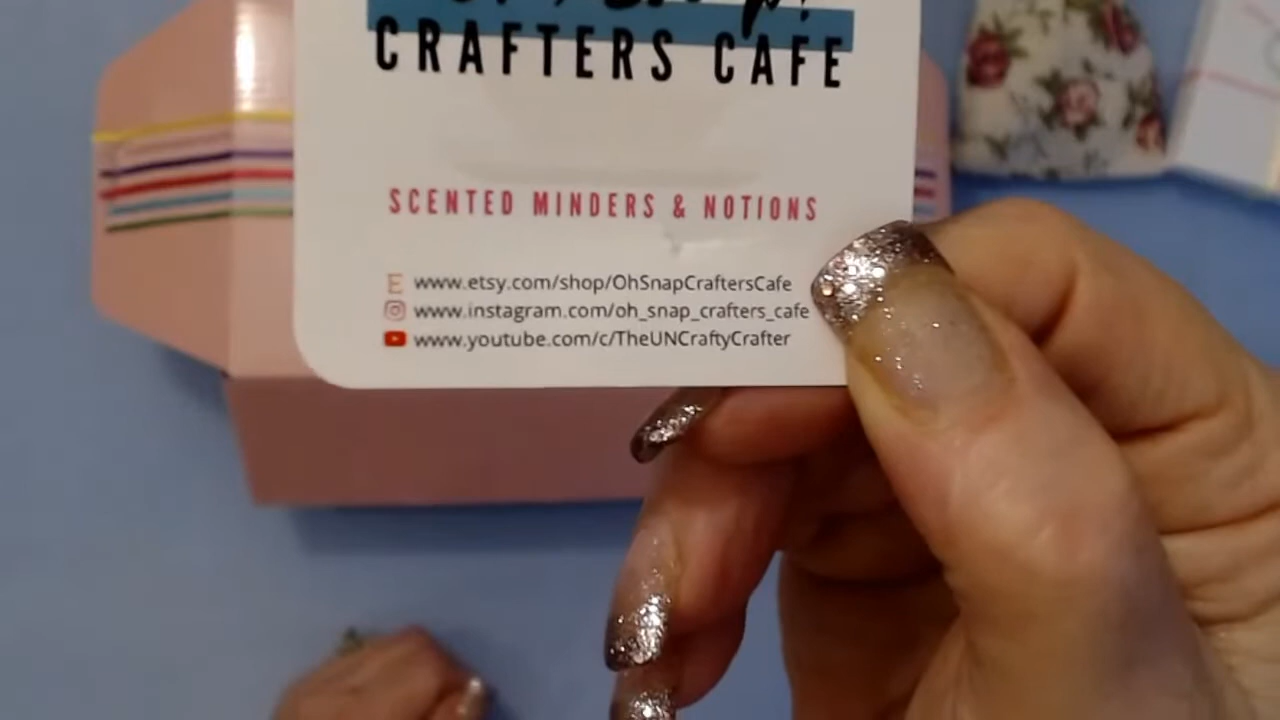 CRAFTERS CAFE
SCENTED MINDERS & NOTIONS
www.etsy.com/shop/OhSnapCraftersCafe
www.instagram.com/oh_snap_crafters_cafe
www.youtube.com/c/TheUNCraftyCrafter